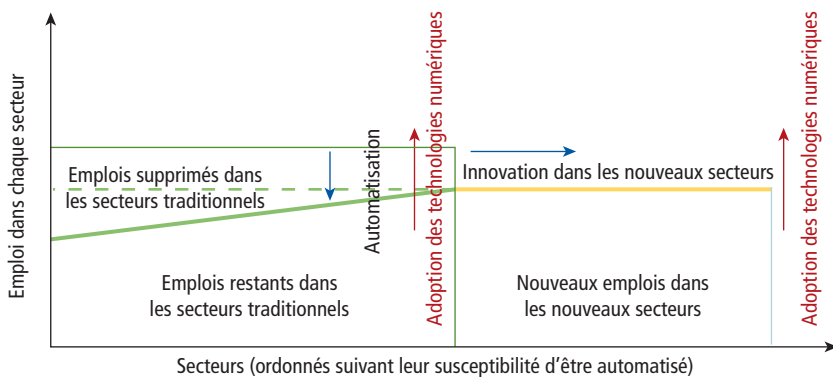 Emploi dans chaque secteur
Emplois supprimés dans
les secteurs traditionnels
Automatisation
Adoption des technologies numériques
Innovation dans les nouveaux secteurs
Adoption des technologies numériques
Emplois restants dans
les secteurs traditionnels
Nouveaux emplois dans
les nouveaux secteurs
Secteurs (ordonnés suivant leur susceptibilité d’être automatisé)